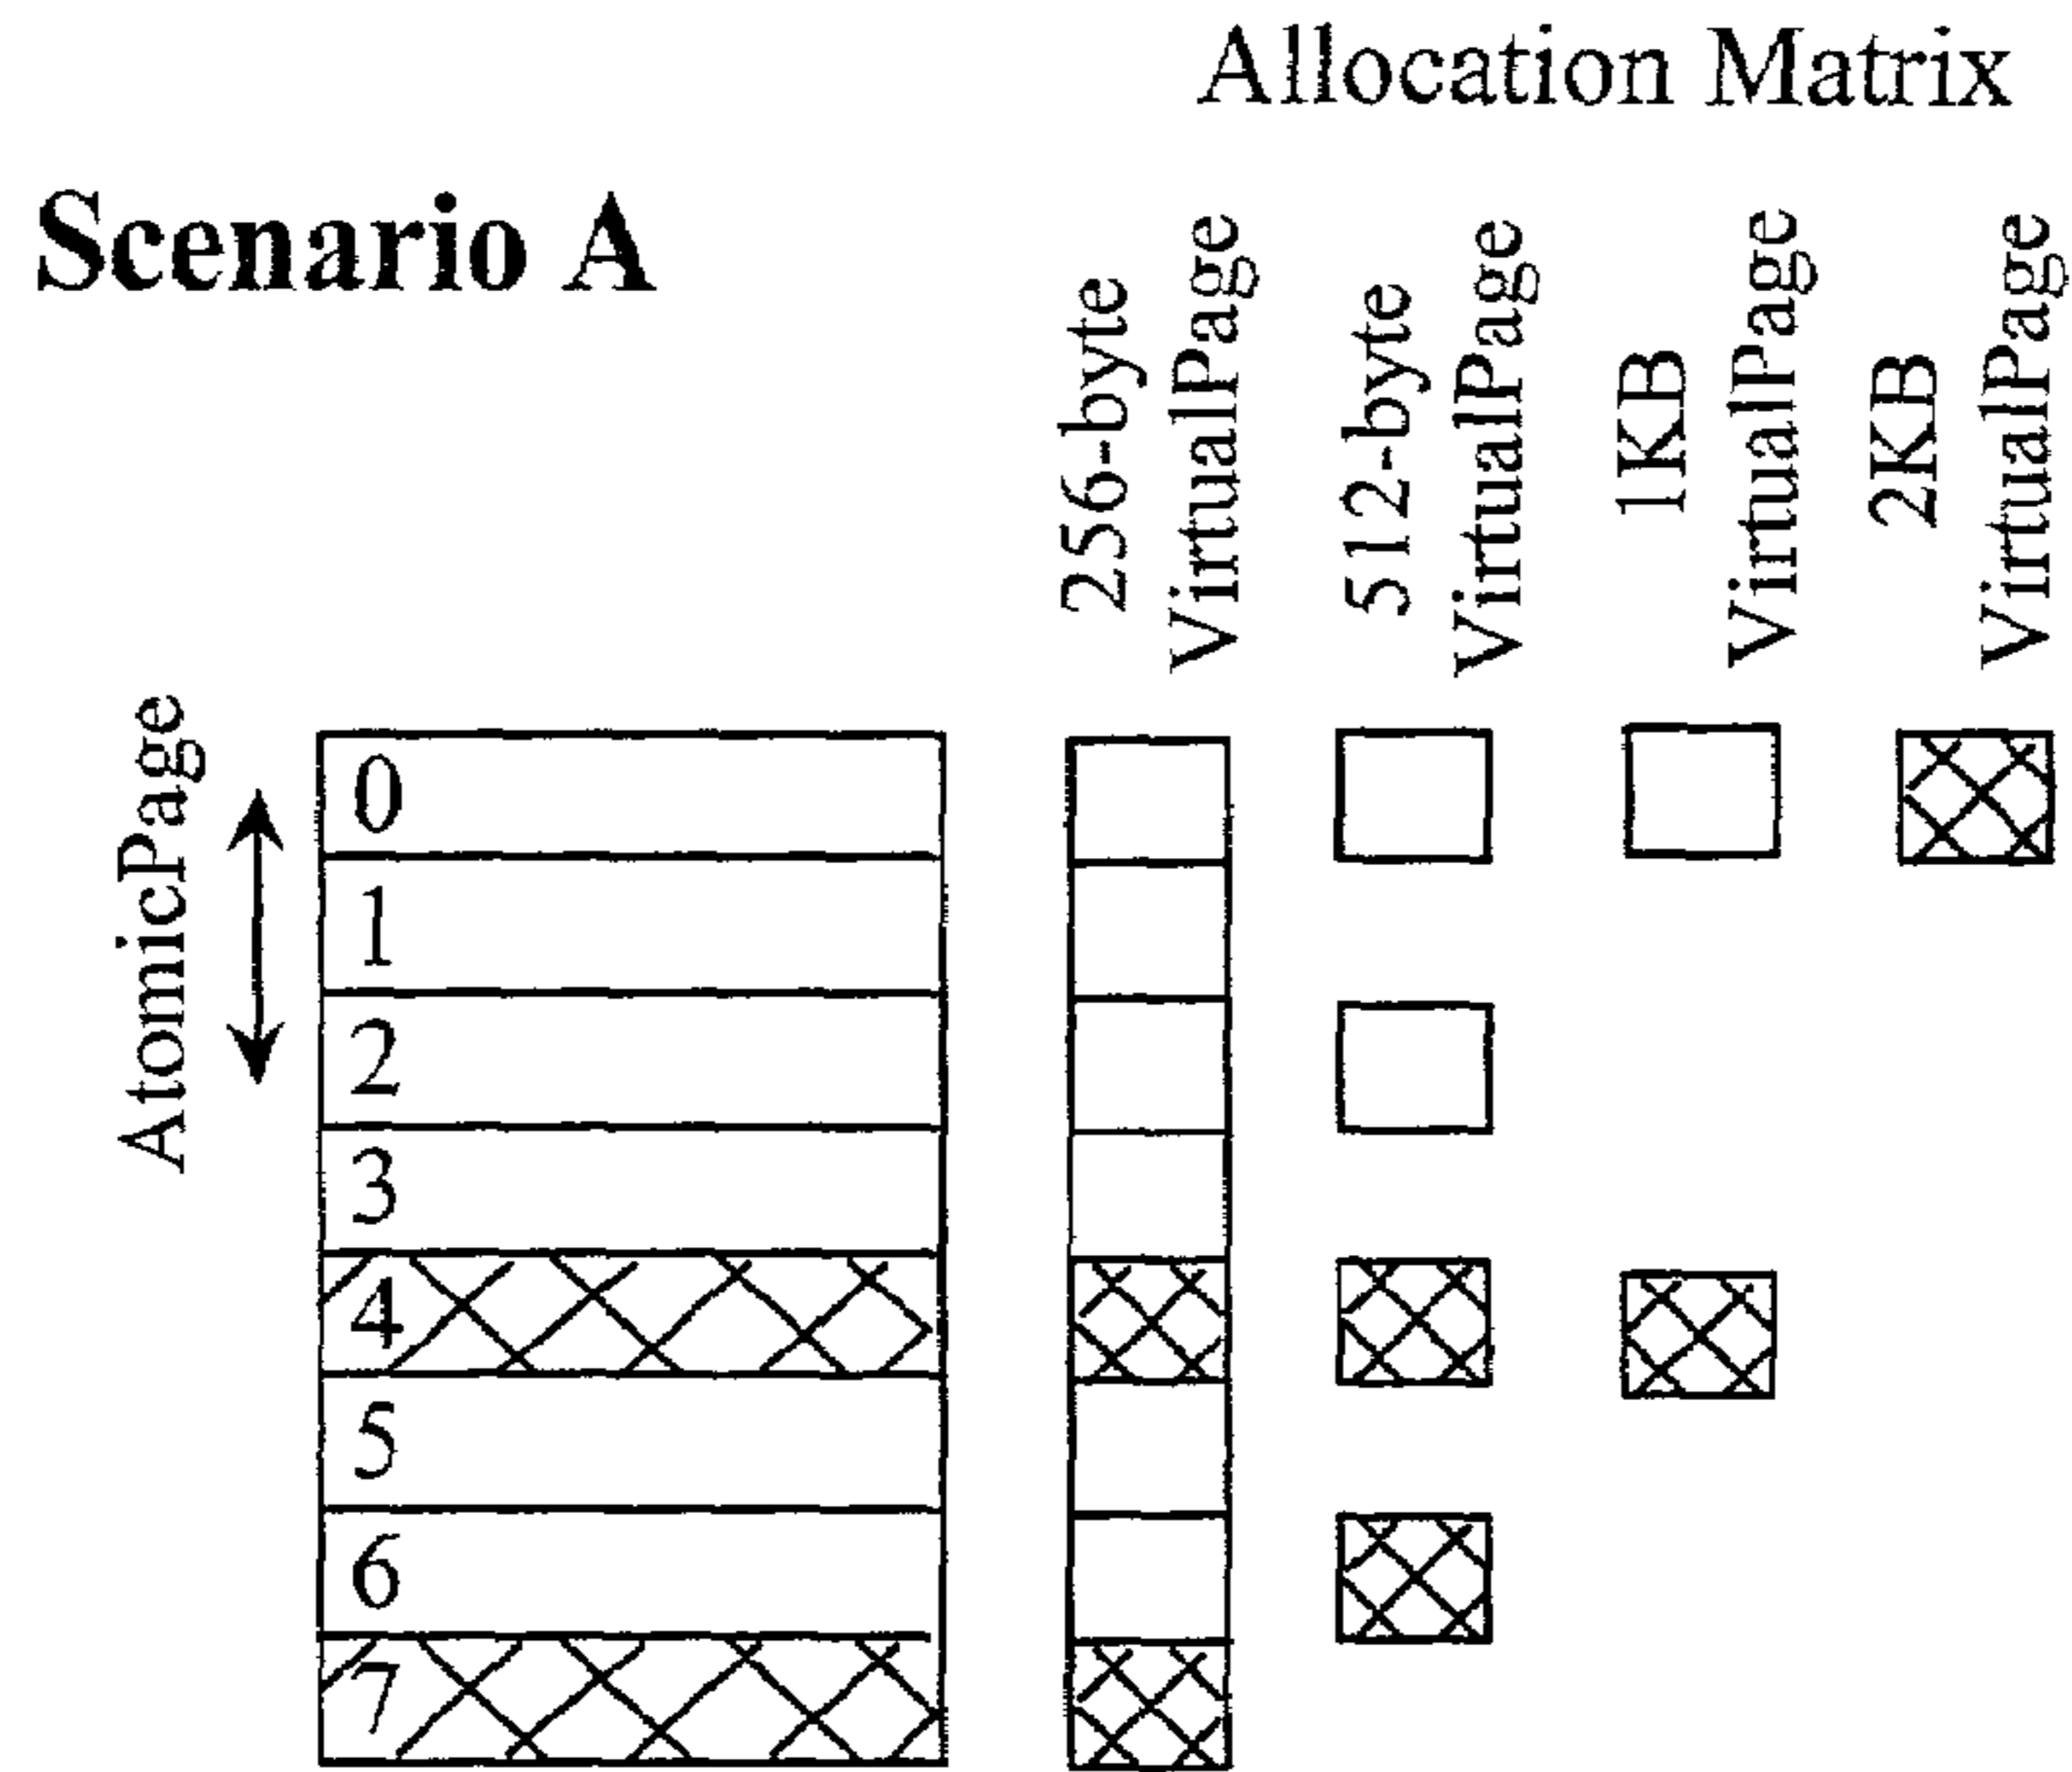 Allocation Matrix
Scenario A
256-byte
VirtualPage
512-byte
VirtualPage
1KB
VirtualPage
2KB
VirtualPage
AtomicPage
0
1
2
3
4
5
6
7